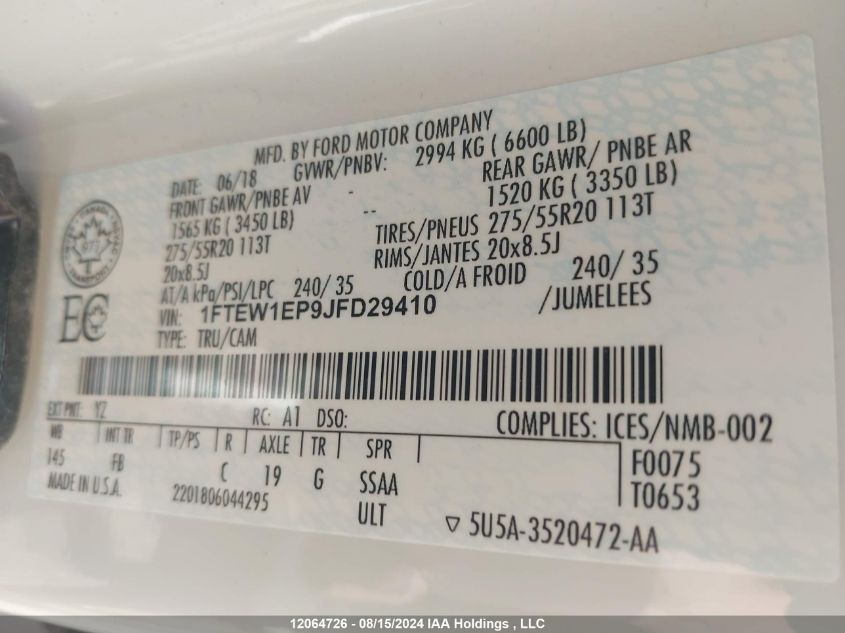 MFD. BY FORD MOTOR COMPANY
DATE: 06/18 GVWR/PNBV: 2994 KG ( 6600 LB)
FRONT GAWR/PNBE AV - REAR GAWR/ PNBE AR
1565 KG ( 3450 LB) -- 1520 KG ( 3350 LB)
275/55R20 113T TIRES/PNEUS 275/55R20 113T
20x8.5J RIMS/JANTES 20x8.5J
AT/A kPa/PSI/LPC 240/ 35 COLD/A FROID 240/ 35
VIN: 1FTEW1EP9JFD29410 /JUMELEES
TYPE: TRU/CAM
EC
EXT PNT: YZ RC: A1 DSO: COMPLIES: ICES/NMB-002
WB INT TR TP/PS R AXLE TR SPR F0075
145 FB C 19 G SSAA T0653
MADE IN U.S.A. 2201806044295 ULT 5U5A-3520472-AA
12064726 - 08/15/2024 IAA Holdings , LLC